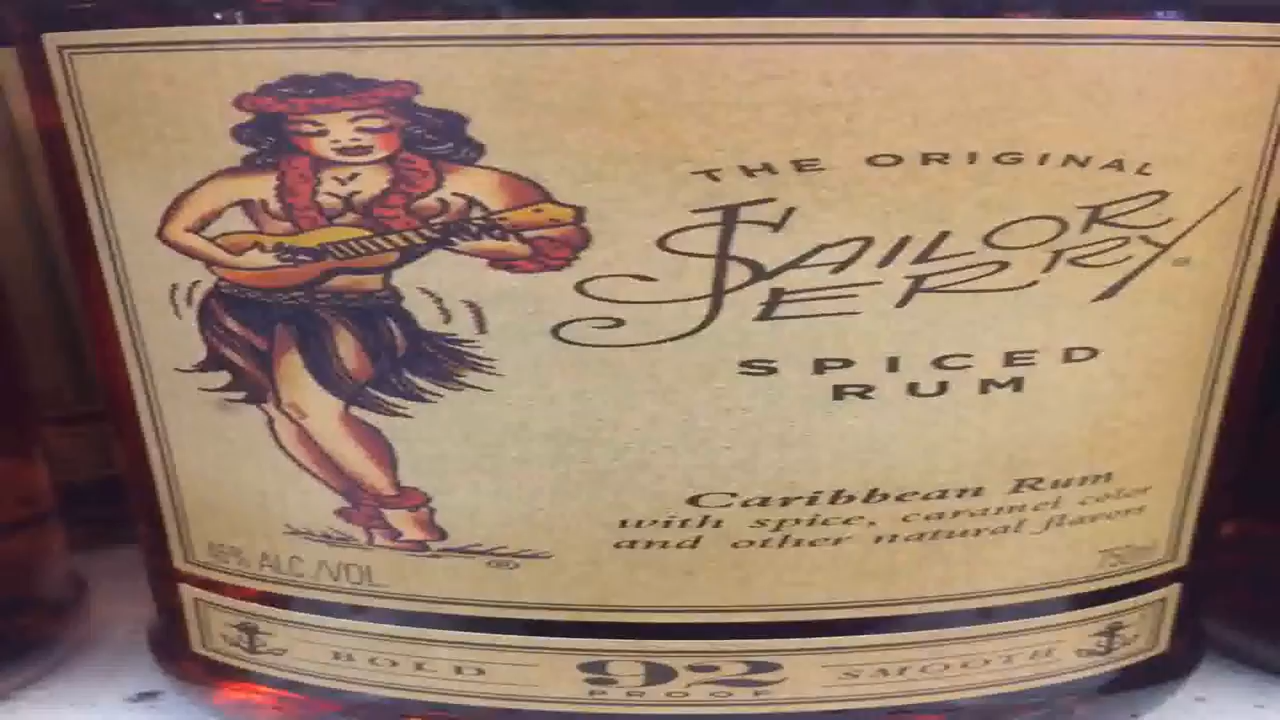 THE ORIGINAL
SAILOR
JERRY®
SPICED
RUM
Caribbean Rum
with spice, caramel color
and other natural flavors
46% ALC./VOL.
®
750ml
BOLD
92
PROOF
SMOOTH